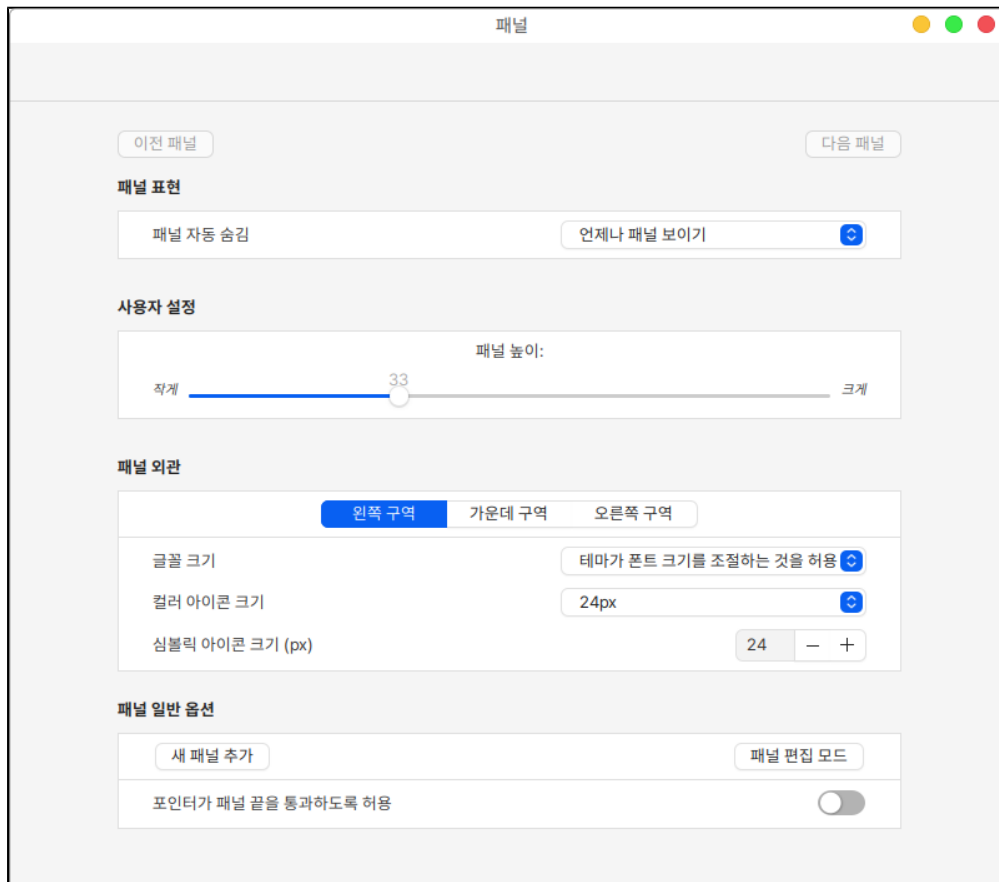 패널
이전 패널
다음 패널
패널 표현
패널 자동 숨김
언제나 패널 보이기
사용자 설정
패널 높이:
33
작게
크게
패널 외관
왼쪽 구역
가운데 구역
오른쪽 구역
글꼴 크기
테마가 폰트 크기를 조절하는 것을 허용
컬러 아이콘 크기
24px
심볼릭 아이콘 크기 (px)
24
패널 일반 옵션
새 패널 추가
패널 편집 모드
포인터가 패널 끝을 통과하도록 허용